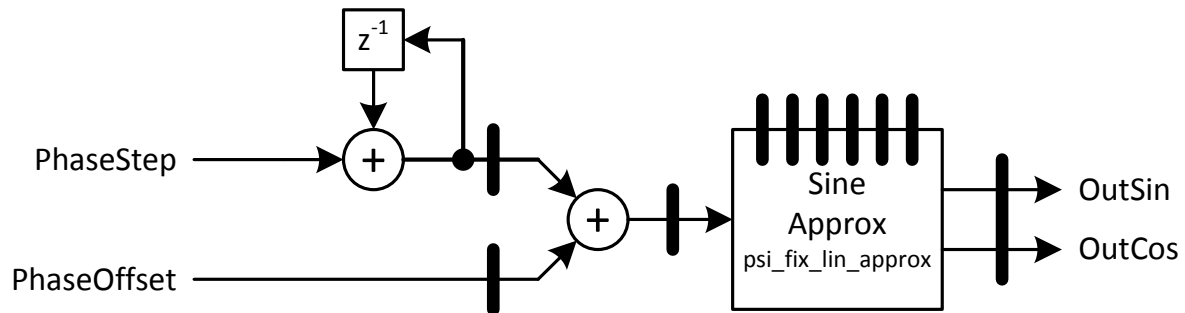 z⁻¹
PhaseStep
+
+
PhaseOffset
Sine
Approx
psi_fix_lin_approx
OutSin
OutCos